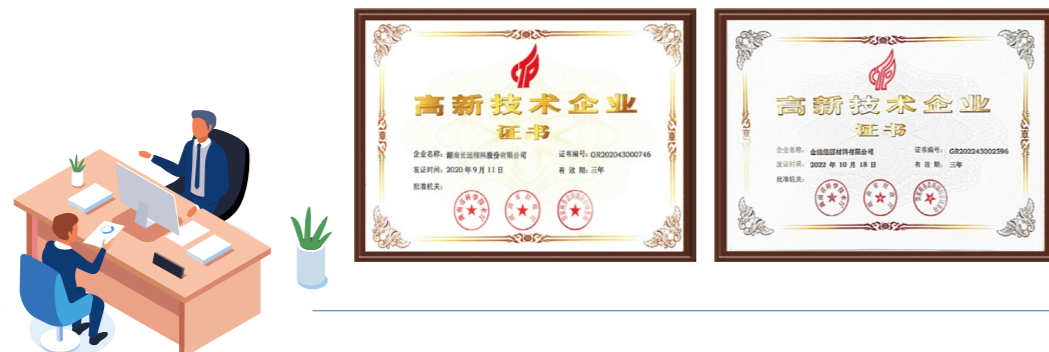 高新技术企业
证书
企业名称：湖南长远锂科股份有限公司 证书编号：GR202043000746
发证时间：2020年9月11日 有效期：三年
批准机关：
高新技术企业
证书
企业名称：金驰能源材料有限公司 证书编号：GR202243002596
发证时间：2022年10月18日 有效期：三年
批准机关：